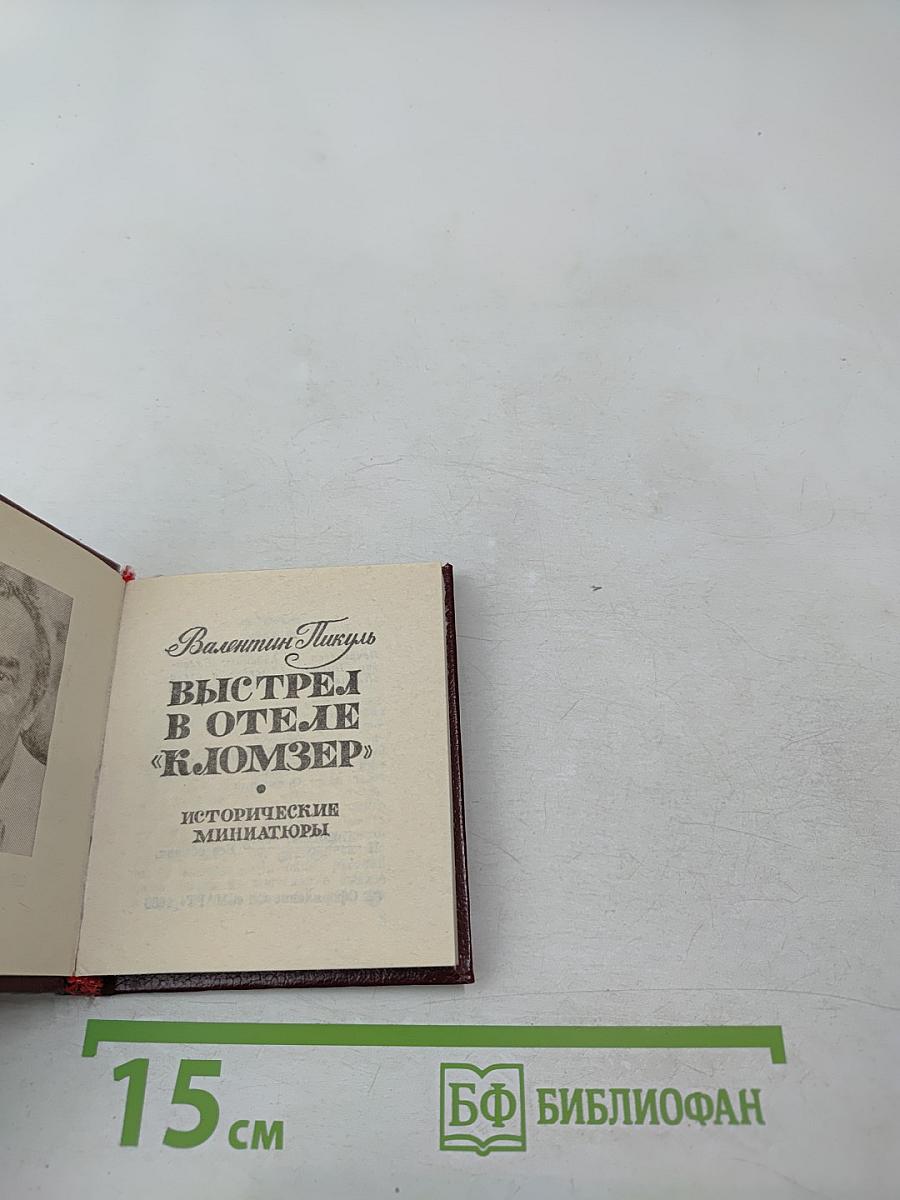 Валентин Пикуль
ВЫСТРЕЛ
В ОТЕЛЕ
«КЛОМЗЕР»
•
ИСТОРИЧЕСКИЕ
МИНИАТЮРЫ
15 см
БФ БИБЛИОФАН